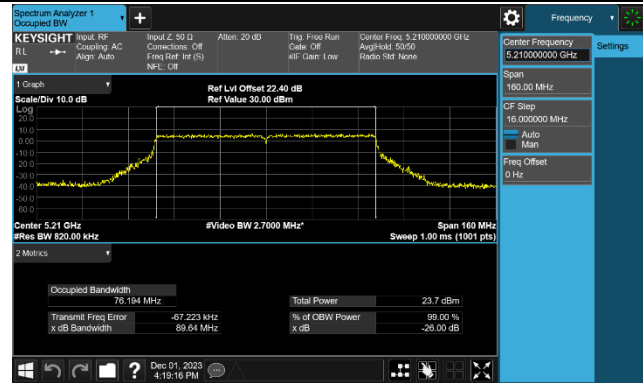 Spectrum Analyzer 1
Occupied BW
+
Frequency
KEYSIGHT
RL
LXI
Input: RF
Coupling: AC
Align: Auto
Input Z: 50 Ω
Corrections: Off
Freq Ref: Int (S)
NFE: Off
Atten: 20 dB
Trig: Free Run
Gate: Off
#IF Gain: Low
Center Freq: 5.210000000 GHz
Avg|Hold: 50/50
Radio Std: None
Center Frequency
5.210000000 GHz
Settings
Span
160.00 MHz
CF Step
16.000000 MHz
Auto
Man
Freq Offset
0 Hz
1 Graph
Scale/Div 10.0 dB
Ref Lvl Offset 22.40 dB
Ref Value 30.00 dBm
Log
20.0
10.0
0.00
-10.0
-20.0
-30.0
-40.0
-50.0
-60.0
Center 5.21 GHz
#Video BW 2.7000 MHz*
Span 160 MHz
#Res BW 820.00 kHz
Sweep 1.00 ms (1001 pts)
2 Metrics
Occupied Bandwidth
76.194 MHz
Total Power
23.7 dBm
Transmit Freq Error
-67.223 kHz
% of OBW Power
99.00 %
x dB Bandwidth
89.64 MHz
x dB
-26.00 dB
?
Dec 01, 2023
4:19:16 PM